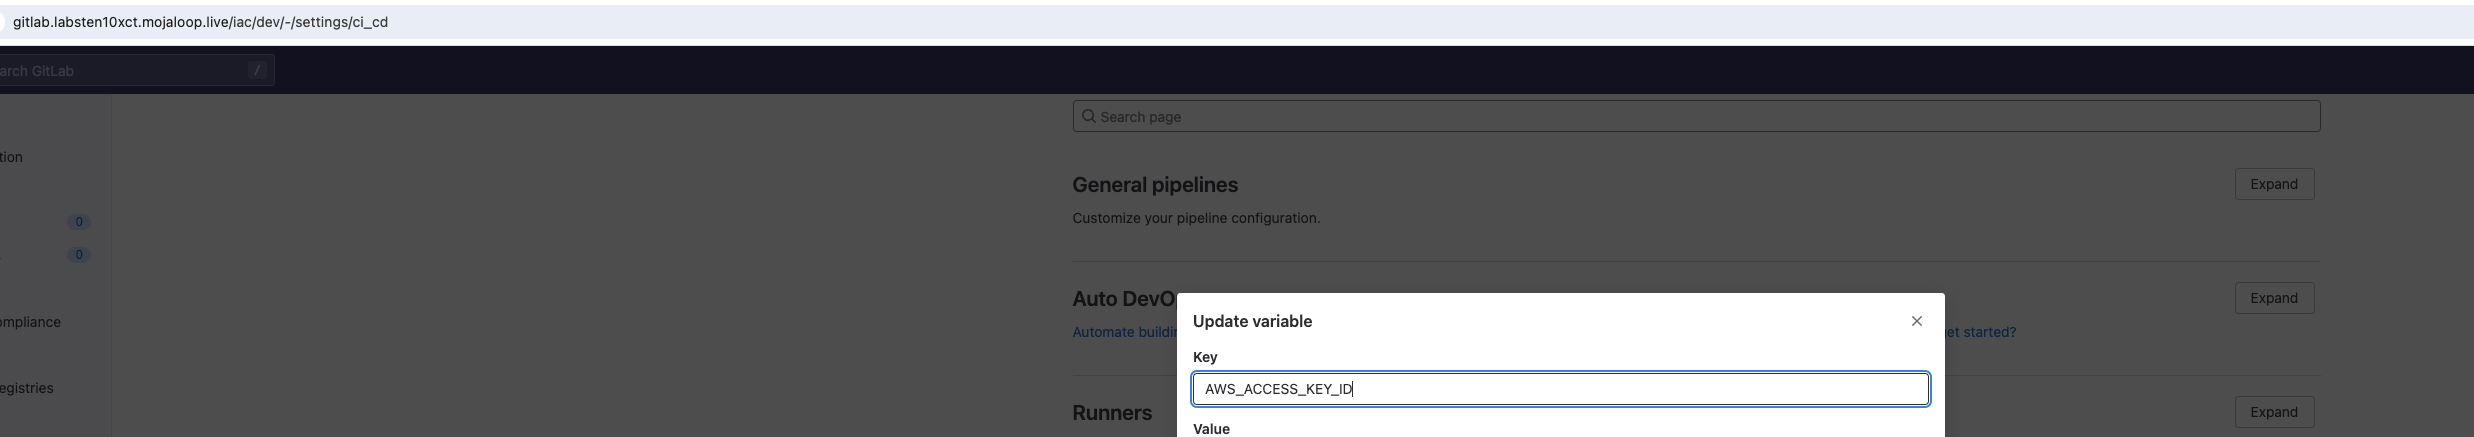 gitlab.labsten10xct.mojaloop.live/iac/dev/-/settings/ci_cd
arch GitLab /
Search page
tion
General pipelines
Expand
Customize your pipeline configuration.
0
0
Auto DevO
Expand
Update variable
ompliance
Automate buildin
et started?
Key
egistries
AWS_ACCESS_KEY_ID
Runners
Expand
Value